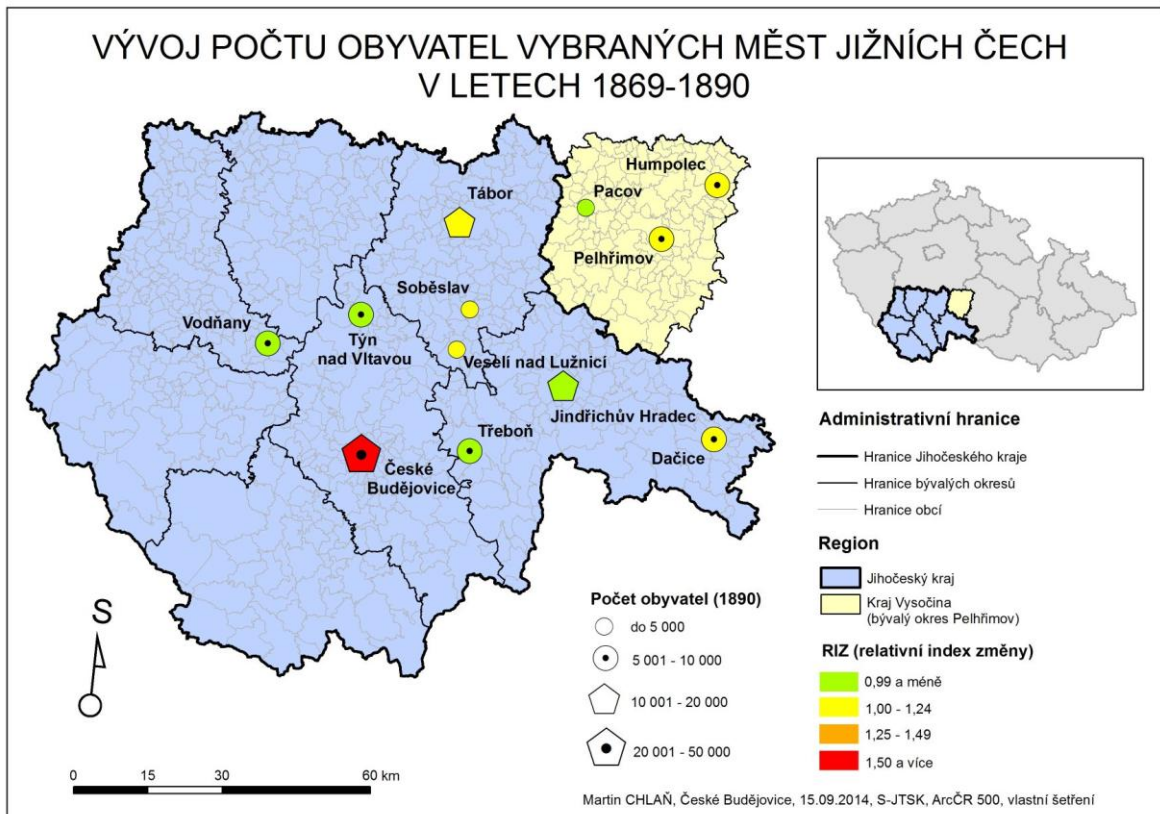 VÝVOJ POČTU OBYVATEL VYBRANÝCH MĚST JIŽNÍCH ČECH
V LETECH 1869-1890
Humpolec
Pacov
Tábor
Pelhřimov
Soběslav
Vodňany
Týn
nad Vltavou
Veselí nad Lužnicí
Jindřichův Hradec
Třeboň
Dačice
České
Budějovice
S
0 15 30 60 km
Počet obyvatel (1890)
do 5 000
5 001 - 10 000
10 001 - 20 000
20 001 - 50 000
Administrativní hranice
Hranice Jihočeského kraje
Hranice bývalých okresů
Hranice obcí
Region
Jihočeský kraj
Kraj Vysočina
(bývalý okres Pelhřimov)
RIZ (relativní index změny)
0,99 a méně
1,00 - 1,24
1,25 - 1,49
1,50 a více
Martin CHLAŇ, České Budějovice, 15.09.2014, S-JTSK, ArcČR 500, vlastní šetření